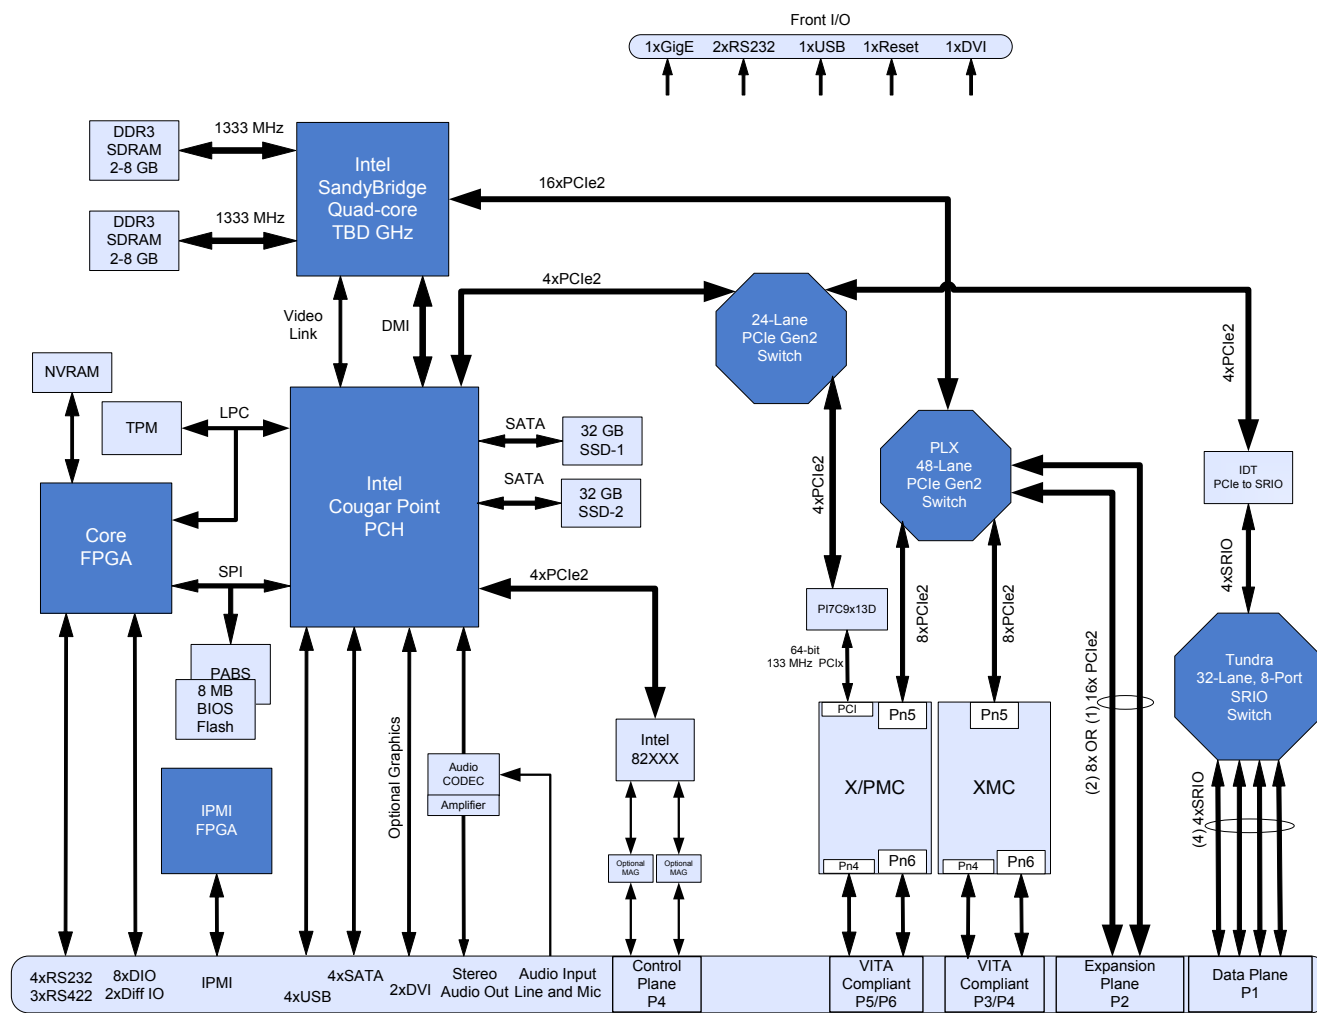 Front I/O
1xGigE 2xRS232 1xUSB 1xReset 1xDVI
DDR3
SDRAM
2-8 GB
1333 MHz
DDR3
SDRAM
2-8 GB
1333 MHz
Intel
SandyBridge
Quad-core
TBD GHz
16xPCIe2
Video
Link
DMI
4xPCIe2
24-Lane
PCIe Gen2
Switch
4xPCIe2
NVRAM
TPM
LPC
Intel
Cougar Point
PCH
SATA
32 GB
SSD-1
SATA
32 GB
SSD-2
4xPCIe2
PLX
48-Lane
PCIe Gen2
Switch
IDT
PCIe to SRIO
Core
FPGA
SPI
4xPCIe2
PI7C9x13D
64-bit
133 MHz PCIx
8xPCIe2
8xPCIe2
4xSRIO
PABS
8 MB
BIOS
Flash
Tundra
32-Lane, 8-Port
SRIO
Switch
(2) 8x OR (1) 16x PCIe2
(4) 4xSRIO
IPMI
FPGA
Optional Graphics
Audio
CODEC
Amplifier
Intel
82XXX
Optional
MAG
Optional
MAG
PCI
Pn5
X/PMC
Pn4
Pn6
Pn5
XMC
Pn4
Pn6
4xRS232
3xRS422
8xDIO
2xDiff IO
IPMI
4xUSB
4xSATA
2xDVI
Stereo
Audio Out
Audio Input
Line and Mic
Control
Plane
P4
VITA
Compliant
P5/P6
VITA
Compliant
P3/P4
Expansion
Plane
P2
Data Plane
P1